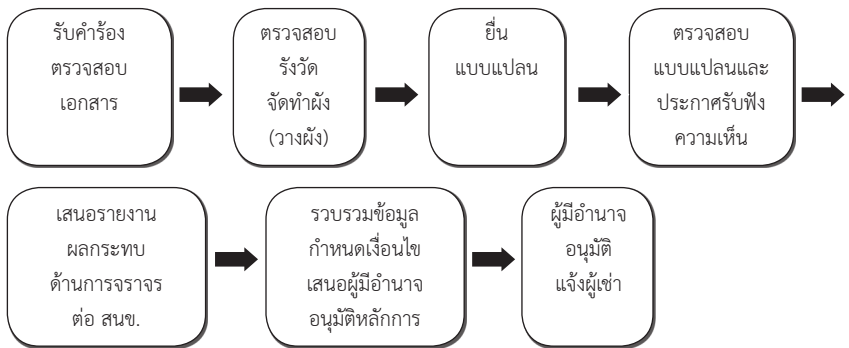 รับคำร้อง
ตรวจสอบ
เอกสาร
ตรวจสอบ
รังวัด
จัดทำผัง
(วางผัง)
ยื่น
แบบแปลน
ตรวจสอบ
แบบแปลนและ
ประกาศรับฟัง
ความเห็น
เสนอรายงาน
ผลกระทบ
ด้านการจราจร
ต่อ สนข.
รวบรวมข้อมูล
กำหนดเงื่อนไข
เสนอผู้มีอำนาจ
อนุมัติหลักการ
ผู้มีอำนาจ
อนุมัติ
แจ้งผู้เช่า